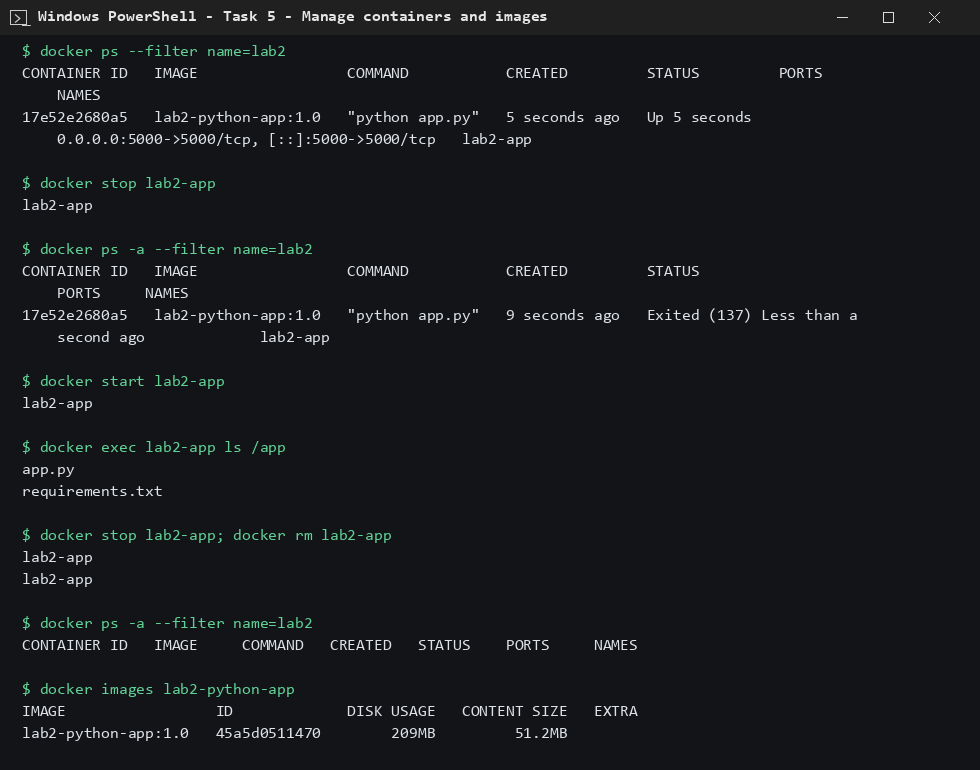 Windows PowerShell - Task 5 - Manage containers and images
$ docker ps --filter name=lab2
CONTAINER ID   IMAGE                 COMMAND           CREATED         STATUS         PORTS
    NAMES
17e52e2680a5   lab2-python-app:1.0   "python app.py"   5 seconds ago   Up 5 seconds
    0.0.0.0:5000->5000/tcp, [::]:5000->5000/tcp   lab2-app
$ docker stop lab2-app
lab2-app
$ docker ps -a --filter name=lab2
CONTAINER ID   IMAGE                 COMMAND           CREATED         STATUS
    PORTS     NAMES
17e52e2680a5   lab2-python-app:1.0   "python app.py"   9 seconds ago   Exited (137) Less than a
    second ago             lab2-app
$ docker start lab2-app
lab2-app
$ docker exec lab2-app ls /app
app.py
requirements.txt
$ docker stop lab2-app; docker rm lab2-app
lab2-app
lab2-app
$ docker ps -a --filter name=lab2
CONTAINER ID   IMAGE     COMMAND   CREATED   STATUS    PORTS     NAMES
$ docker images lab2-python-app
IMAGE                 ID             DISK USAGE   CONTENT SIZE   EXTRA
lab2-python-app:1.0   45a5d0511470        209MB         51.2MB